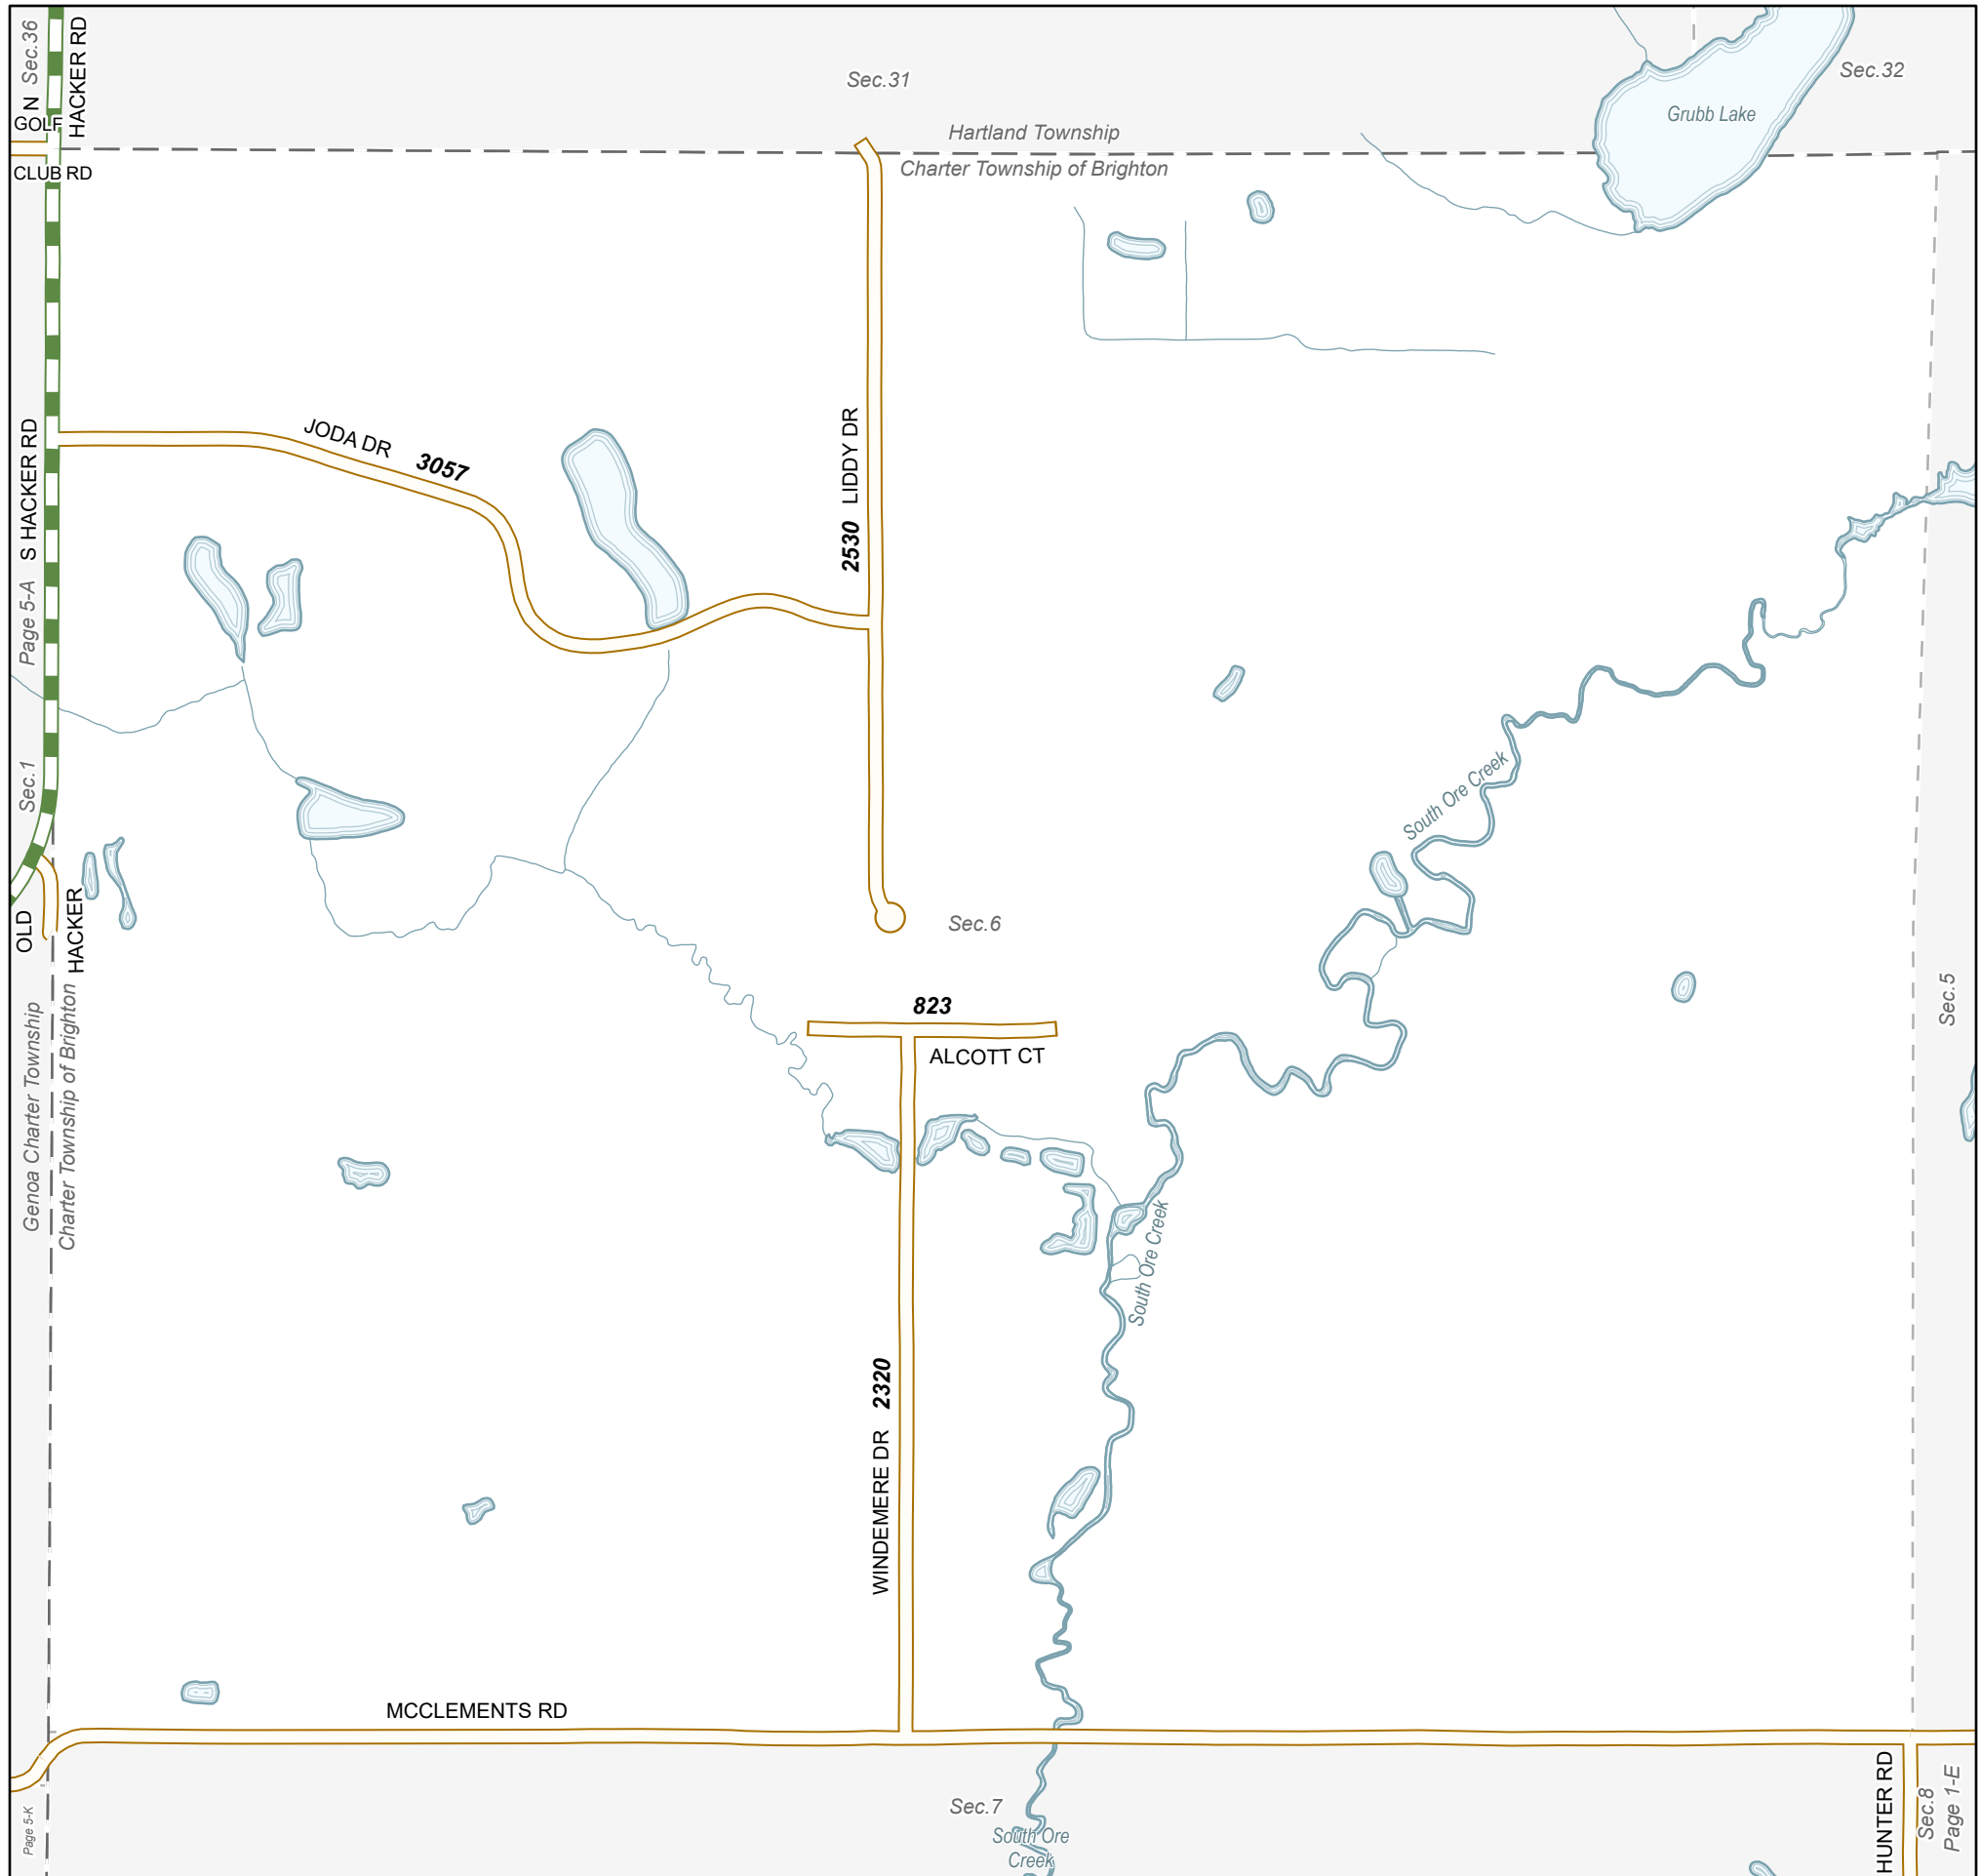 Sec.36
N
HACKER RD
GOLF
CLUB RD
Sec.31
Sec.32
Grubb Lake
Hartland Township
Charter Township of Brighton
JODA DR
3057
LIDDY DR
2530
S HACKER RD
Page 5-A
Sec.1
South Ore Creek
OLD
HACKER
Sec.6
Sec.5
823
ALCOTT CT
Genoa Charter Township
Charter Township of Brighton
South Ore Creek
2320
WINDEMERE DR
MCCLEMENTS RD
Page 5-K
Sec.7
South Ore
Creek
HUNTER RD
Sec.8
Page 1-E